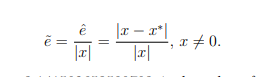 ẽ = ê / |x| = |x − x*| / |x|, x ≠ 0.